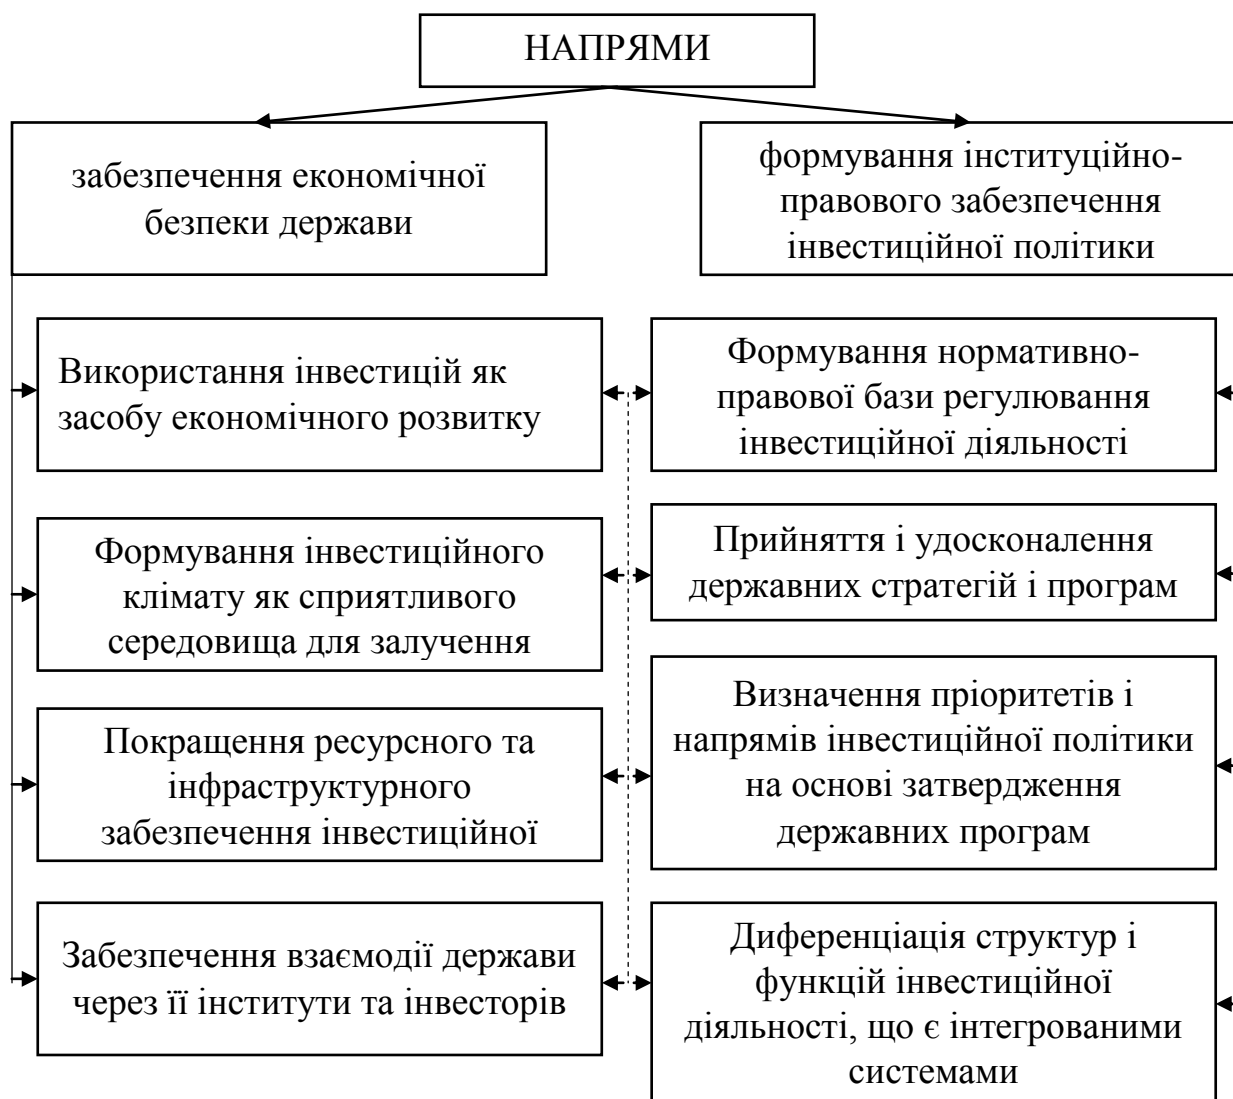 НАПРЯМИ
забезпечення економічної
безпеки держави
формування інституційно-
правового забезпечення
інвестиційної політики
Використання інвестицій як
засобу економічного розвитку
Формування нормативно-
правової бази регулювання
інвестиційної діяльності
Формування інвестиційного
клімату як сприятливого
середовища для залучення
Прийняття і удосконалення
державних стратегій і програм
Покращення ресурсного та
інфраструктурного
забезпечення інвестиційної
Визначення пріоритетів і
напрямів інвестиційної політики
на основі затвердження
державних програм
Забезпечення взаємодії держави
через її інститути та інвесторів
Диференціація структур і
функцій інвестиційної
діяльності, що є інтегрованими
системами